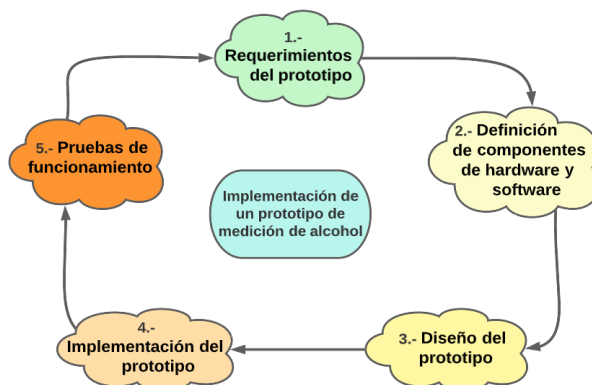 1.-
Requerimientos
del prototipo
2.- Definición
de componentes
de hardware y
software
3.- Diseño del
prototipo
4.-
Implementación del
prototipo
5.- Pruebas de
funcionamiento
Implementación de
un prototipo de
medición de alcohol